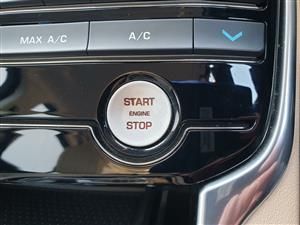 MAX A/C
A/C
START
ENGINE
STOP